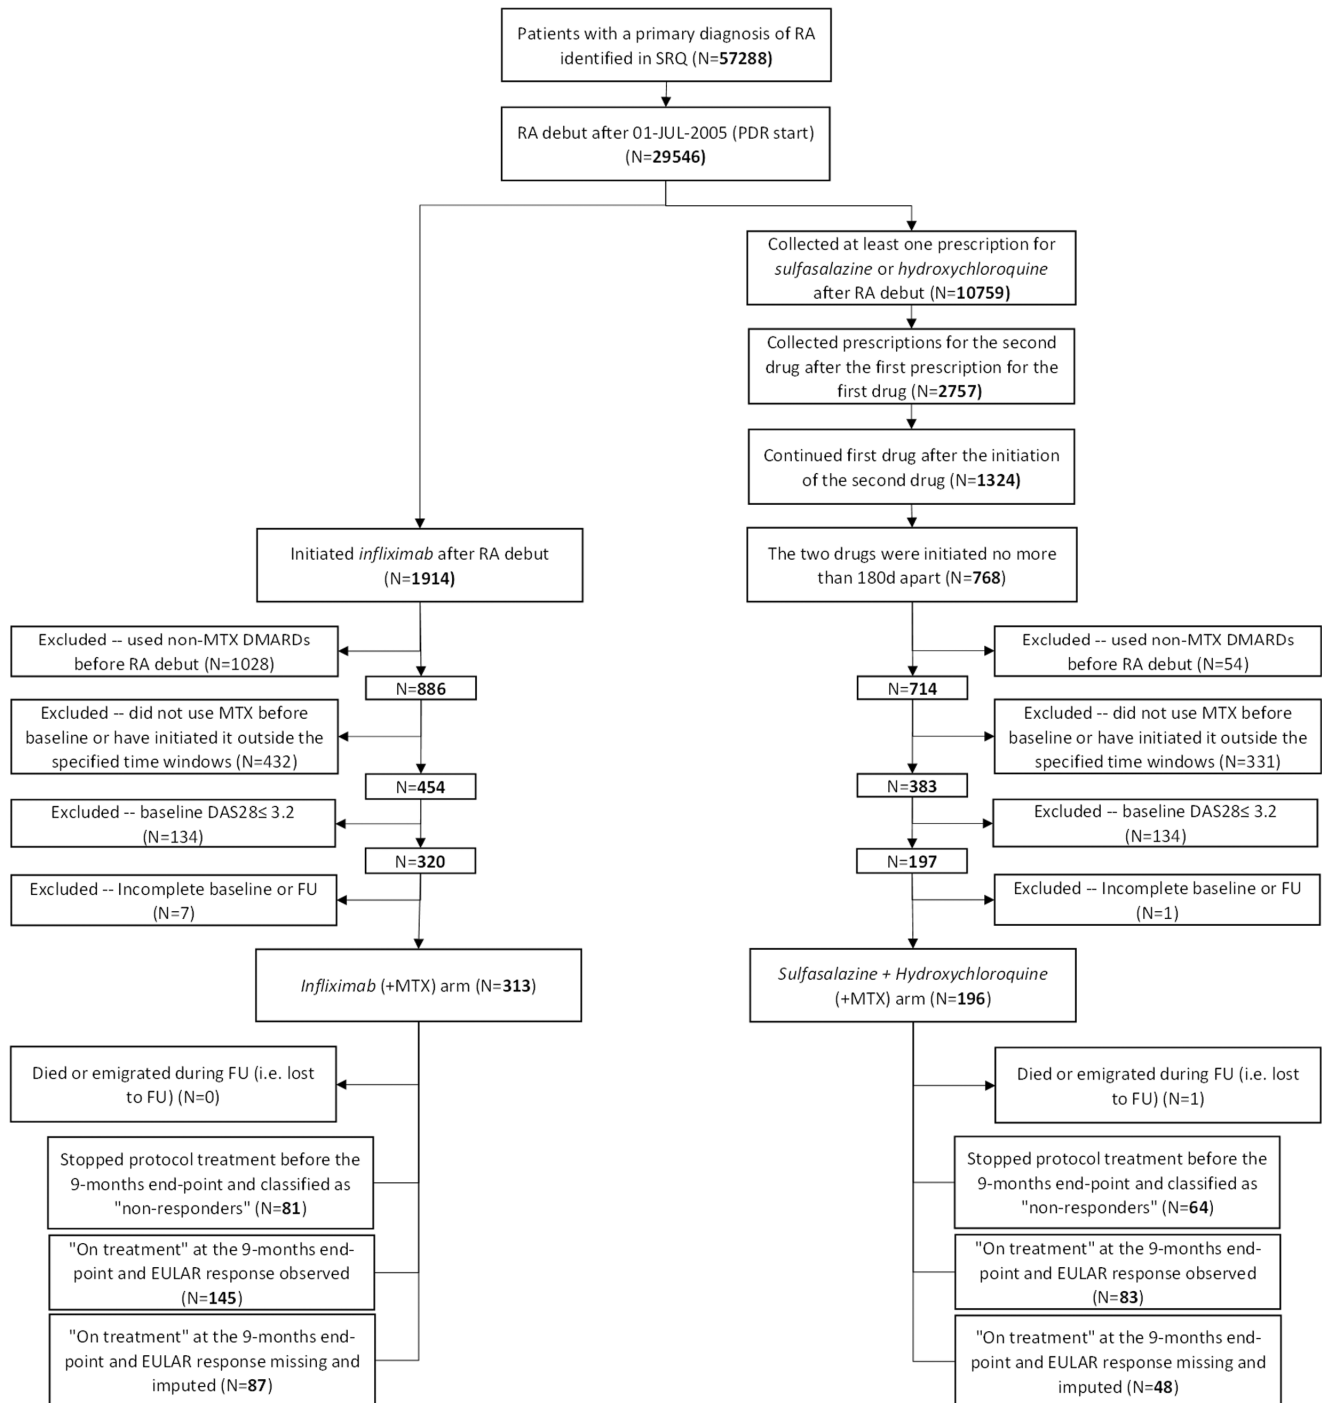 Patients with a primary diagnosis of RA
identified in SRQ (N=57288)
RA debut after 01-JUL-2005 (PDR start)
(N=29546)
Collected at least one prescription for
sulfasalazine or hydroxychloroquine
after RA debut (N=10759)
Collected prescriptions for the second
drug after the first prescription for the
first drug (N=2757)
Continued first drug after the initiation
of the second drug (N=1324)
Initiated infliximab after RA debut
(N=1914)
The two drugs were initiated no more
than 180d apart (N=768)
Excluded -- used non-MTX DMARDs
before RA debut (N=1028)
Excluded -- used non-MTX DMARDs
before RA debut (N=54)
N=886
N=714
Excluded -- did not use MTX before
baseline or have initiated it outside the
specified time windows (N=432)
Excluded -- did not use MTX before
baseline or have initiated it outside the
specified time windows (N=331)
N=454
N=383
Excluded -- baseline DAS28≤ 3.2
(N=134)
Excluded -- baseline DAS28≤ 3.2
(N=134)
N=320
N=197
Excluded -- Incomplete baseline or FU
(N=7)
Excluded -- Incomplete baseline or FU
(N=1)
Infliximab (+MTX) arm (N=313)
Sulfasalazine + Hydroxychloroquine
(+MTX) arm (N=196)
Died or emigrated during FU (i.e. lost
to FU) (N=0)
Died or emigrated during FU (i.e. lost
to FU) (N=1)
Stopped protocol treatment before the
9-months end-point and classified as
"non-responders" (N=81)
Stopped protocol treatment before the
9-months end-point and classified as
"non-responders" (N=64)
"On treatment" at the 9-months end-
point and EULAR response observed
(N=145)
"On treatment" at the 9-months end-
point and EULAR response observed
(N=83)
"On treatment" at the 9-months end-
point and EULAR response missing and
imputed (N=87)
"On treatment" at the 9-months end-
point and EULAR response missing and
imputed (N=48)